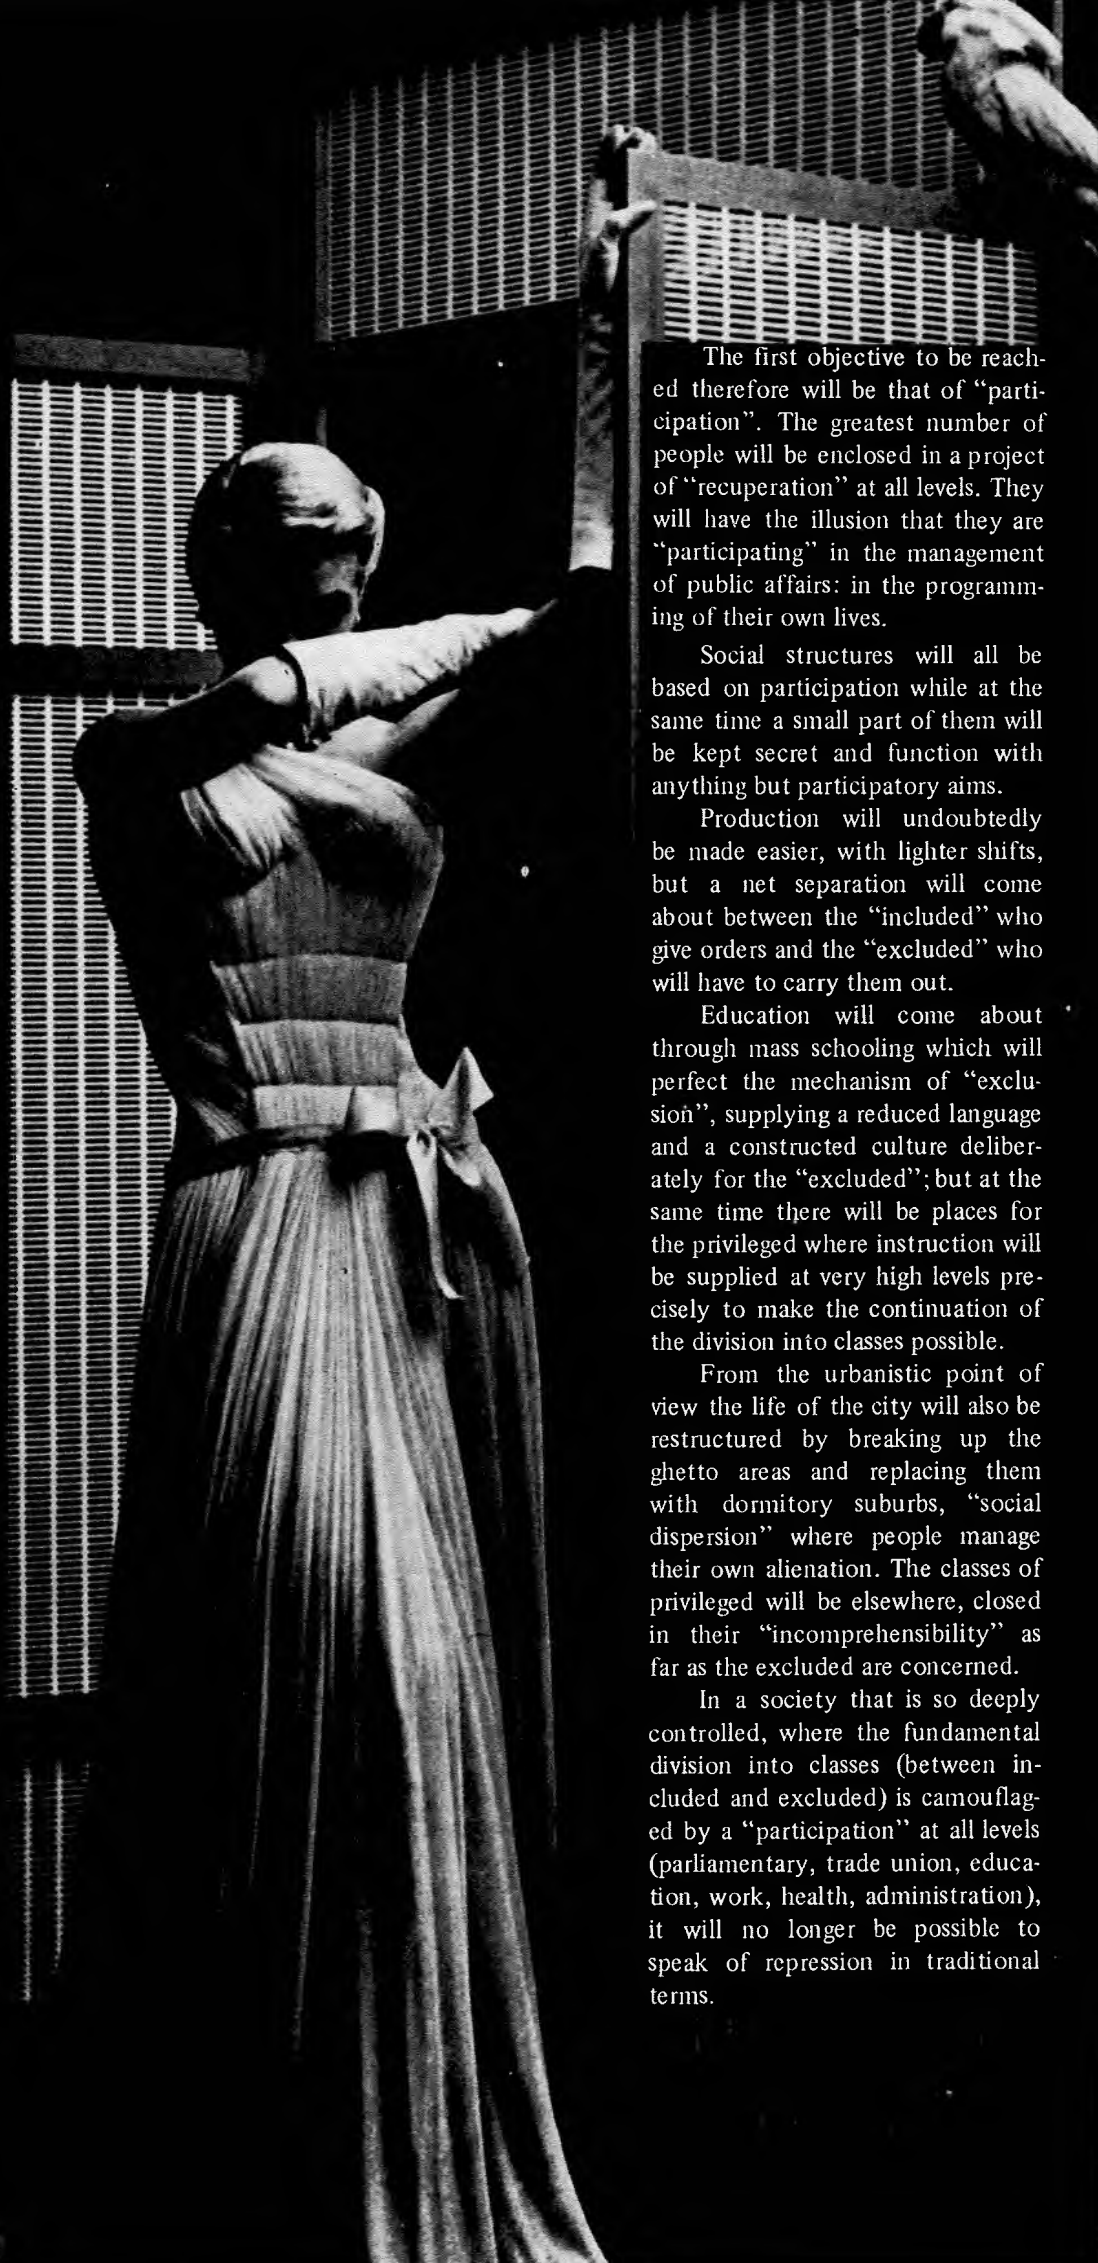 The first objective to be reach-
ed therefore will be that of “parti-
cipation”. The greatest number of
people will be enclosed in a project
of “recuperation” at all levels. They
will have the illusion that they are
“participating” in the management
of public affairs: in the programm-
ing of their own lives.
Social structures will all be
based on participation while at the
same time a small part of them will
be kept secret and function with
anything but participatory aims.
Production will undoubtedly
be made easier, with lighter shifts,
but a net separation will come
about between the “included” who
give orders and the “excluded” who
will have to carry them out.
Education will come about
through mass schooling which will
perfect the mechanism of “exclu-
sion”, supplying a reduced language
and a constructed culture deliber-
ately for the “excluded”; but at the
same time there will be places for
the privileged where instruction will
be supplied at very high levels pre-
cisely to make the continuation of
the division into classes possible.
From the urbanistic point of
view the life of the city will also be
restructured by breaking up the
ghetto areas and replacing them
with dormitory suburbs, “social
dispersion” where people manage
their own alienation. The classes of
privileged will be elsewhere, closed
in their “incomprehensibility” as
far as the excluded are concerned.
In a society that is so deeply
controlled, where the fundamental
division into classes (between in-
cluded and excluded) is camouflag-
ed by a “participation” at all levels
(parliamentary, trade union, educa-
tion, work, health, administration),
it will no longer be possible to
speak of repression in traditional
terms.